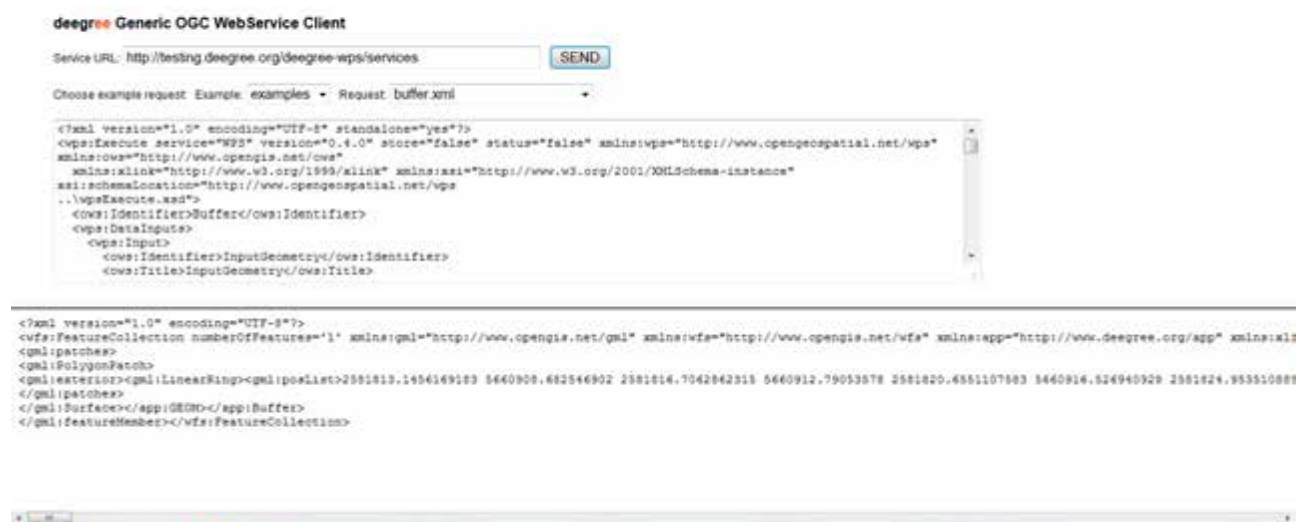 deegree Generic OGC WebService Client
Service URL: http://testing.deegree.org/deegree-wps/services SEND
Choose example request Example: examples Request buffer.xml
<?xml version="1.0" encoding="UTF-8" standalone="yes"?>
<wps:Execute service="WPS" version="0.4.0" store="false" status="false" xmlns:wps="http://www.opengeospatial.net/wps"
xmlns:ows="http://www.opengis.net/ows"
xmlns:xlink="http://www.w3.org/1999/xlink" xmlns:xsi="http://www.w3.org/2001/XMLSchema-instance"
xsi:schemaLocation="http://www.opengeospatial.net/wps
..\wpsExecute.xsd">
<ows:Identifier>Buffer</ows:Identifier>
<wps:DataInputs>
<wps:Input>
<ows:Identifier>InputGeometry</ows:Identifier>
<ows:Title>InputGeometry</ows:Title>
<?xml version="1.0" encoding="UTF-8"?>
<wfs:FeatureCollection numberOfFeatures='1' xmlns:gml="http://www.opengis.net/gml" xmlns:wfs="http://www.opengis.net/wfs" xmlns:app="http://www.deegree.org/app"
<gml:patches>
<gml:PolygonPatch>
<gml:exterior><gml:LinearRing><gml:posList>2581813.1456169183 5660908.682546902 2581816.7062862315 5660912.79053578 2581820.6551107583 5660916.526940929
</gml:patches>
</gml:Surface></app:GEOM></app:Buffer>
</gml:featureMember></wfs:FeatureCollection>